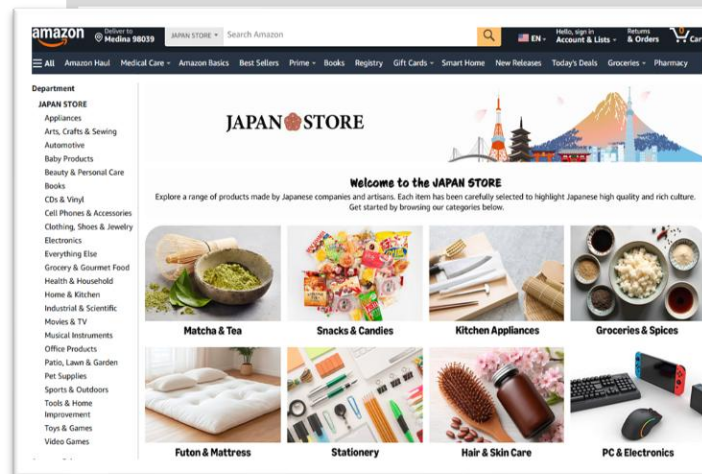 amazon
Deliver to
Medina 98039
JAPAN STORE
Search Amazon
EN
Hello, sign in
Account & Lists
Returns
& Orders
0
All Amazon Haul Medical Care Amazon Basics Best Sellers Prime Books Registry Gift Cards Smart Home New Releases Today's Deals Groceries Pharmacy
Department
JAPAN STORE
Appliances
Arts, Crafts & Sewing
Automotive
Baby Products
Beauty & Personal Care
Books
CDs & Vinyl
Cell Phones & Accessories
Clothing, Shoes & Jewelry
Electronics
Everything Else
Grocery & Gourmet Food
Health & Household
Home & Kitchen
Industrial & Scientific
Movies & TV
Musical Instruments
Office Products
Patio, Lawn & Garden
Pet Supplies
Sports & Outdoors
Tools & Home
Improvement
Toys & Games
Video Games
JAPAN STORE
Welcome to the JAPAN STORE
Explore a range of products made by Japanese companies and artisans. Each item has been carefully selected to highlight Japanese high quality and rich culture.
Get started by browsing our categories below.
Matcha & Tea
Snacks & Candies
Kitchen Appliances
Groceries & Spices
Futon & Mattress
Stationery
Hair & Skin Care
PC & Electronics